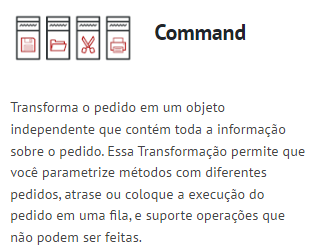 Command
Transforma o pedido em um objeto
independente que contém toda a informação
sobre o pedido. Essa Transformação permite que
você parametrize métodos com diferentes
pedidos, atrase ou coloque a execução do
pedido em uma fila, e suporte operações que
não podem ser feitas.